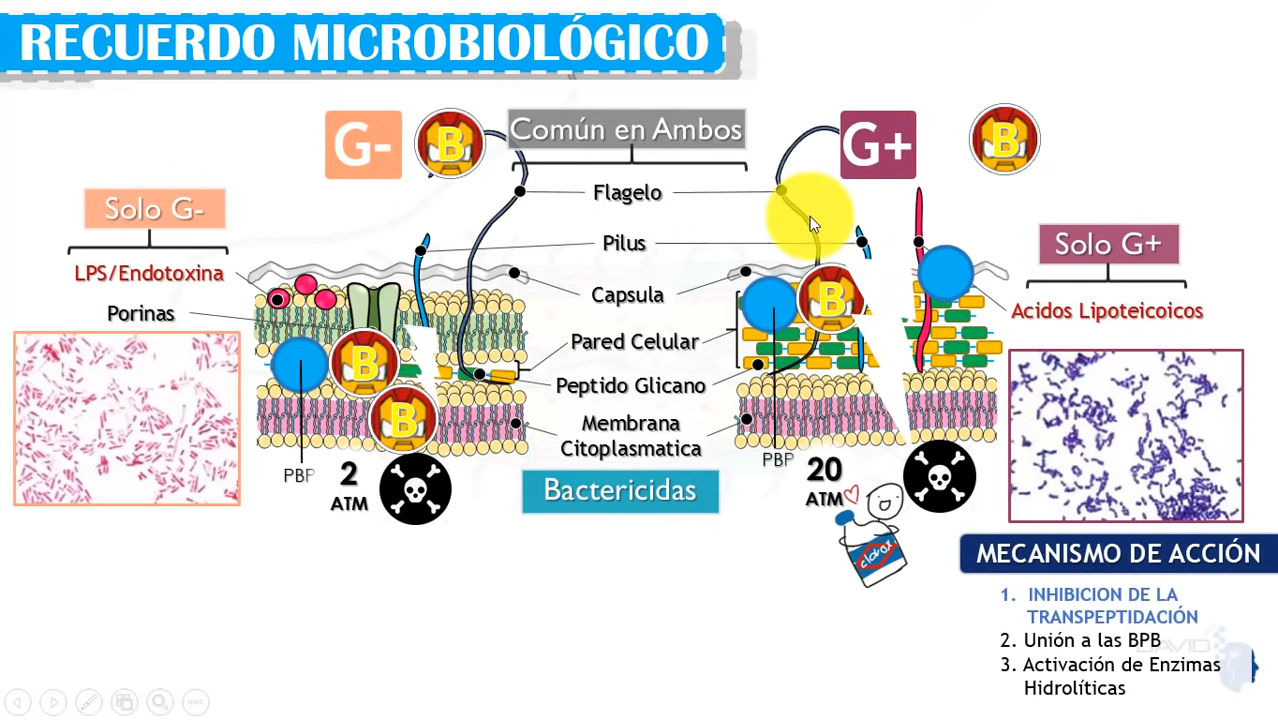 RECUERDO MICROBIOLÓGICO
G-
B
Común en Ambos
G+
B
Solo G-
Flagelo
Solo G+
Pilus
LPS/Endotoxina
Porinas
Capsula
B
Acidos Lipoteicoicos
Pared Celular
B
Peptido Glicano
B
Membrana
Citoplasmatica
PBP
2
ATM
PBP
20
ATM
Bactericidas
clorox
MECANISMO DE ACCIÓN
1. INHIBICION DE LA
TRANSPEPTIDACIÓN
2. Unión a las BPB
3. Activación de Enzimas
Hidrolíticas
DAVID